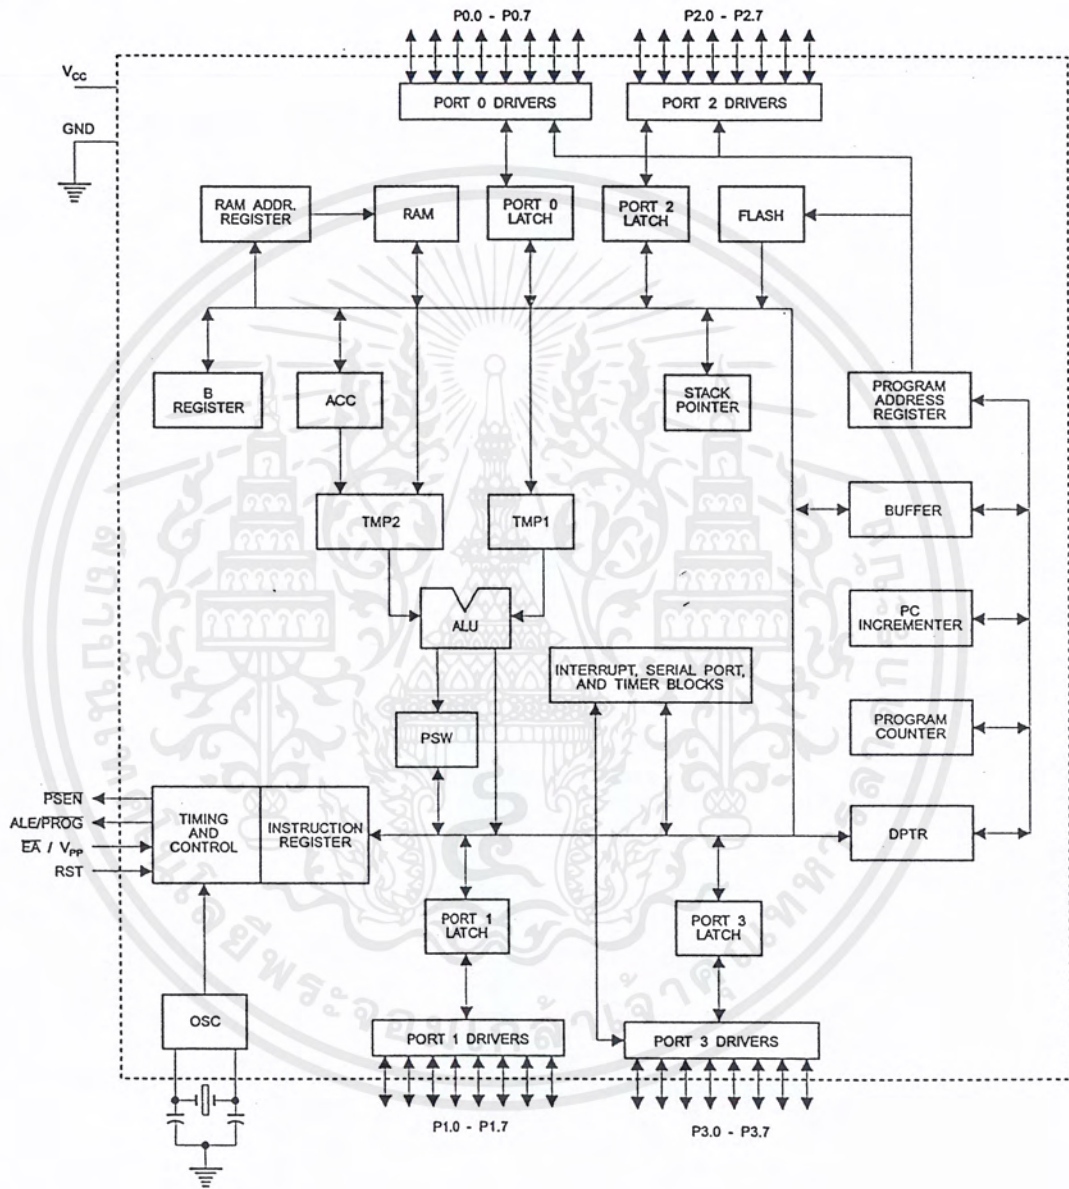 P0.0 - P0.7
P2.0 - P2.7
VCC
PORT 0 DRIVERS
PORT 2 DRIVERS
GND
RAM ADDR.
REGISTER
RAM
PORT 0
LATCH
PORT 2
LATCH
FLASH
B
REGISTER
ACC
STACK
POINTER
PROGRAM
ADDRESS
REGISTER
TMP2
TMP1
BUFFER
ALU
PC
INCREMENTER
INTERRUPT, SERIAL PORT,
AND TIMER BLOCKS
PSW
PROGRAM
COUNTER
PSEN
ALE/PROG
EA / VPP
RST
TIMING
AND
CONTROL
INSTRUCTION
REGISTER
DPTR
PORT 1
LATCH
PORT 3
LATCH
OSC
PORT 1 DRIVERS
PORT 3 DRIVERS
P1.0 - P1.7
P3.0 - P3.7